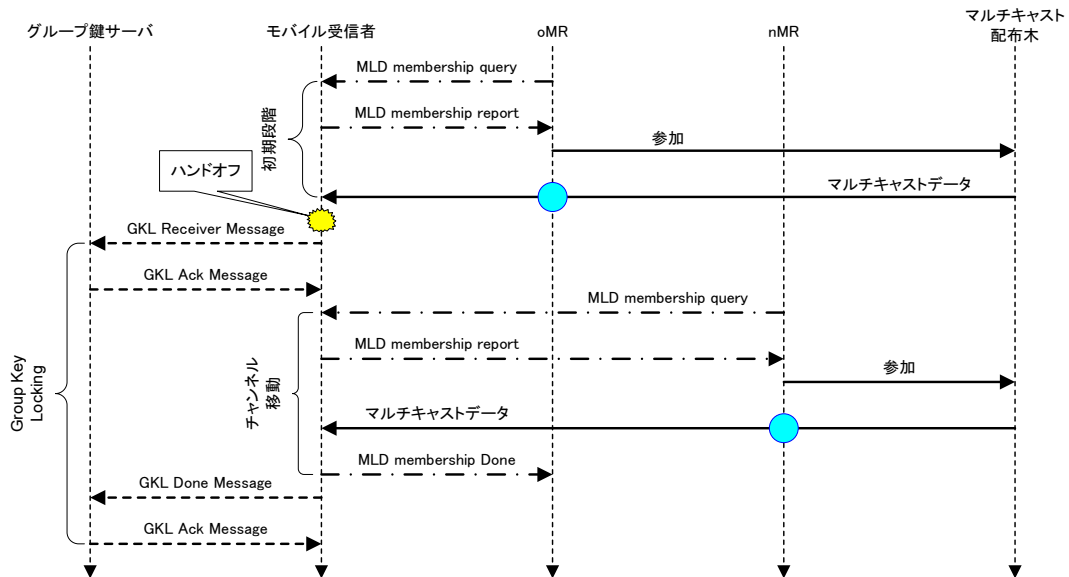 グループ鍵サーバ
モバイル受信者
oMR
nMR
マルチキャスト
配布木
MLD membership query
MLD membership report
初期段階
参加
ハンドオフ
マルチキャストデータ
GKL Receiver Message
GKL Ack Message
MLD membership query
MLD membership report
参加
Group Key
Locking
チャンネル
移動
マルチキャストデータ
MLD membership Done
GKL Done Message
GKL Ack Message